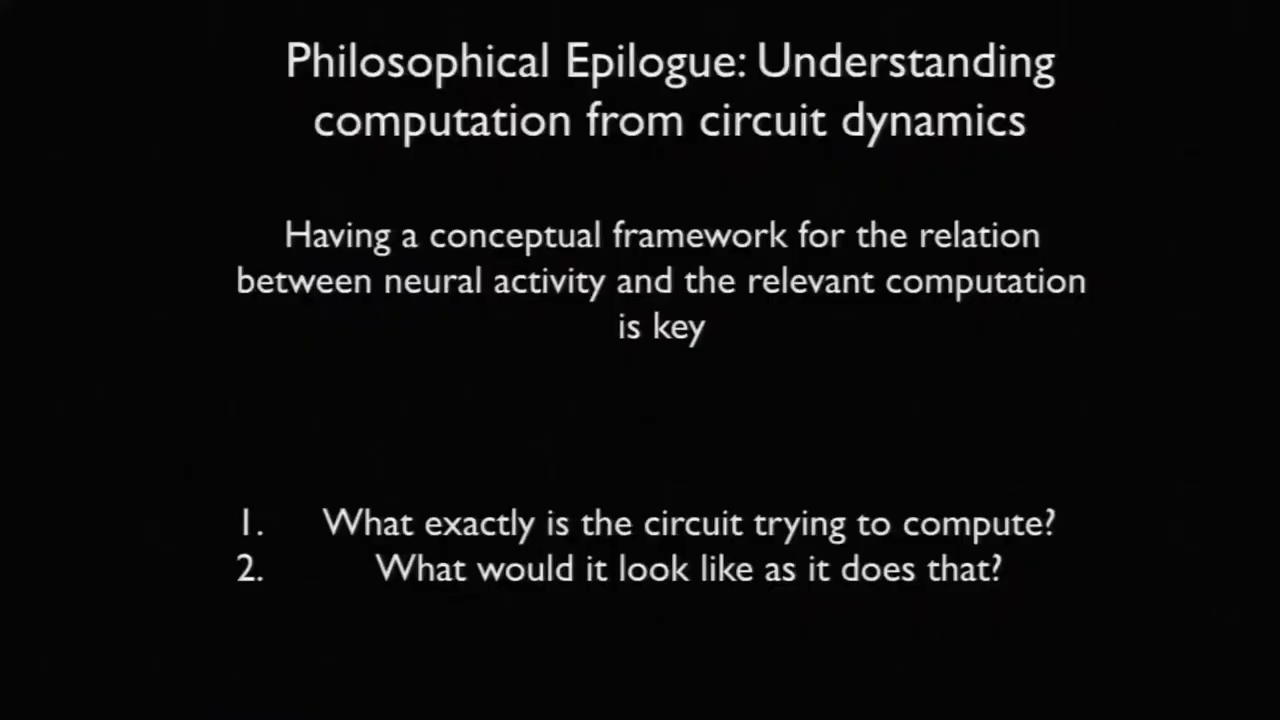 Philosophical Epilogue: Understanding
computation from circuit dynamics
Having a conceptual framework for the relation
between neural activity and the relevant computation
is key
1. What exactly is the circuit trying to compute?
2. What would it look like as it does that?